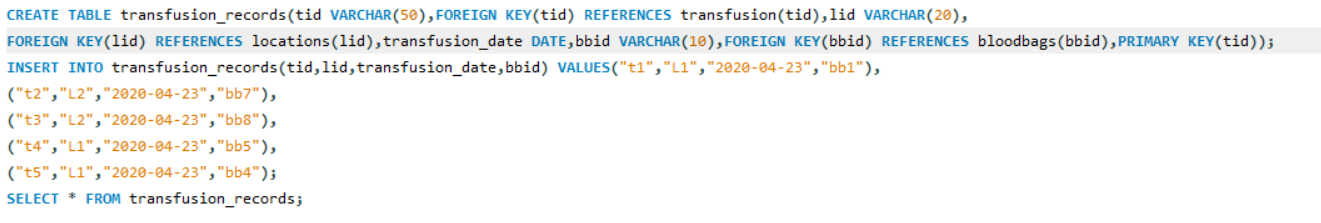 CREATE TABLE transfusion_records(tid VARCHAR(50),FOREIGN KEY(tid) REFERENCES transfusion(tid),lid VARCHAR(20),
FOREIGN KEY(lid) REFERENCES locations(lid),transfusion_date DATE,bbid VARCHAR(10),FOREIGN KEY(bbid) REFERENCES bloodbags(bbid),PRIMARY KEY(tid));
INSERT INTO transfusion_records(tid,lid,transfusion_date,bbid) VALUES("t1","L1","2020-04-23","bb1"),
("t2","L2","2020-04-23","bb7"),
("t3","L2","2020-04-23","bb8"),
("t4","L1","2020-04-23","bb5"),
("t5","L1","2020-04-23","bb4");
SELECT * FROM transfusion_records;